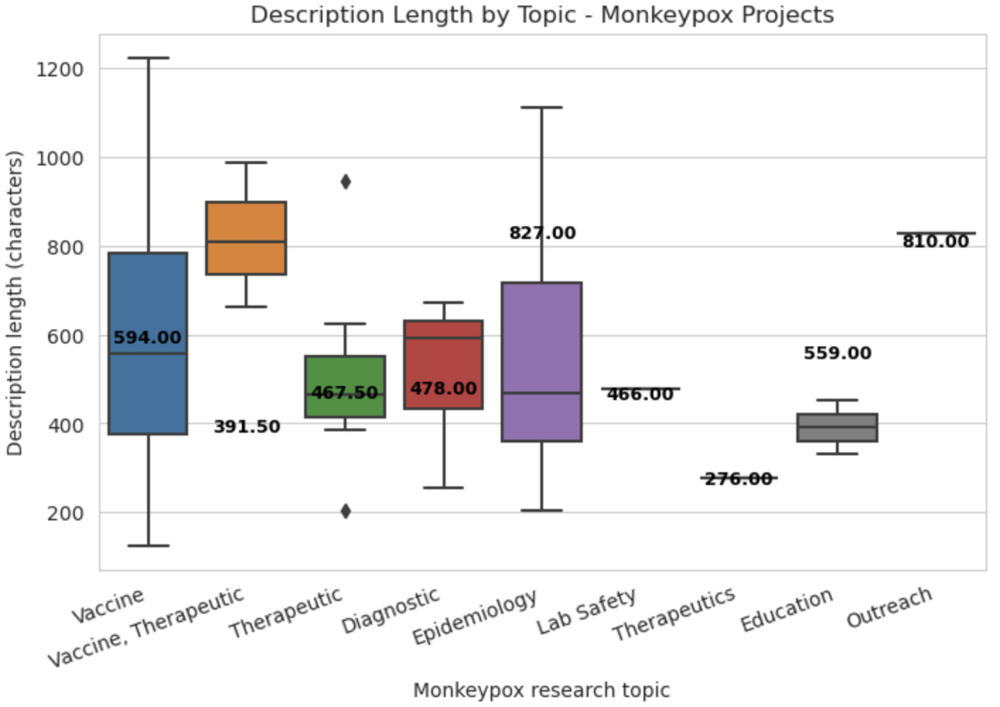 Description Length by Topic - Monkeypox Projects
Description length (characters)
1200
1000
800
600
400
200
594.00
391.50
467.50
478.00
827.00
466.00
276.00
559.00
810.00
Vaccine
Vaccine, Therapeutic
Therapeutic
Diagnostic
Epidemiology
Lab Safety
Therapeutics
Education
Outreach
Monkeypox research topic